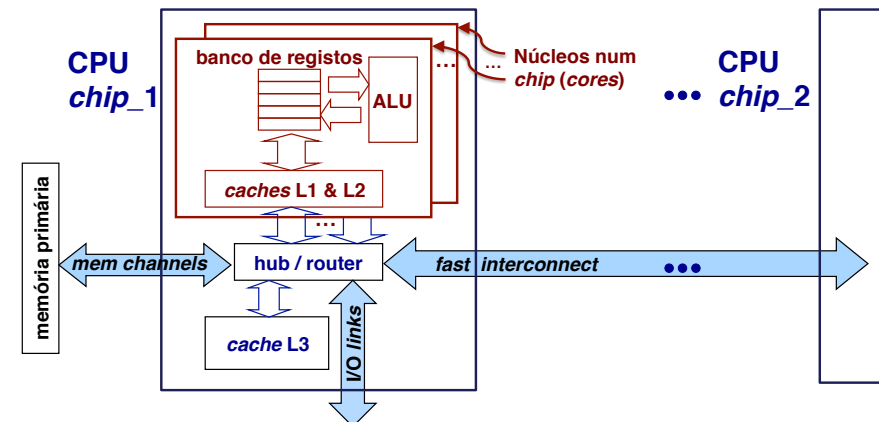 CPU
chip_1
banco de registos
ALU
... ...
...
Núcleos num
chip (cores)
••• CPU
chip_2
caches L1 & L2
...
memória primária
mem channels
hub / router
fast interconnect
•••
cache L3
I/O links